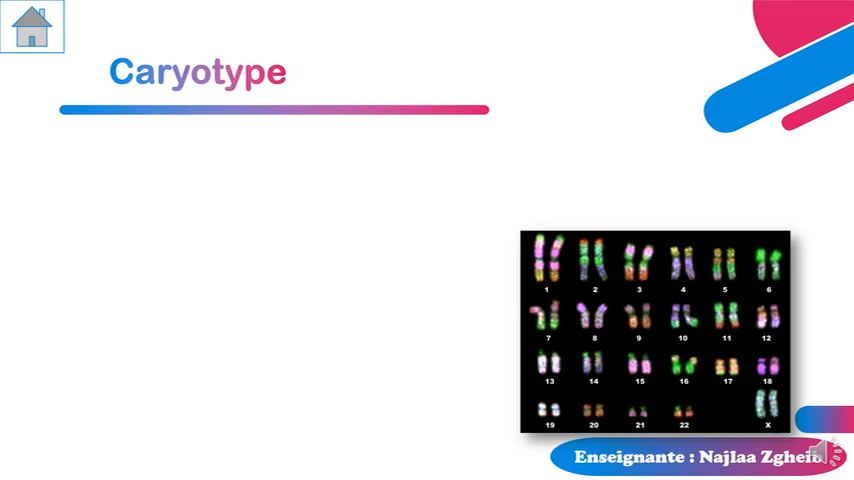 Caryotype
1 2 3 4 5 6
7 8 9 10 11 12
13 14 15 16 17 18
19 20 21 22 X
Enseignante : Najlaa Zgheib